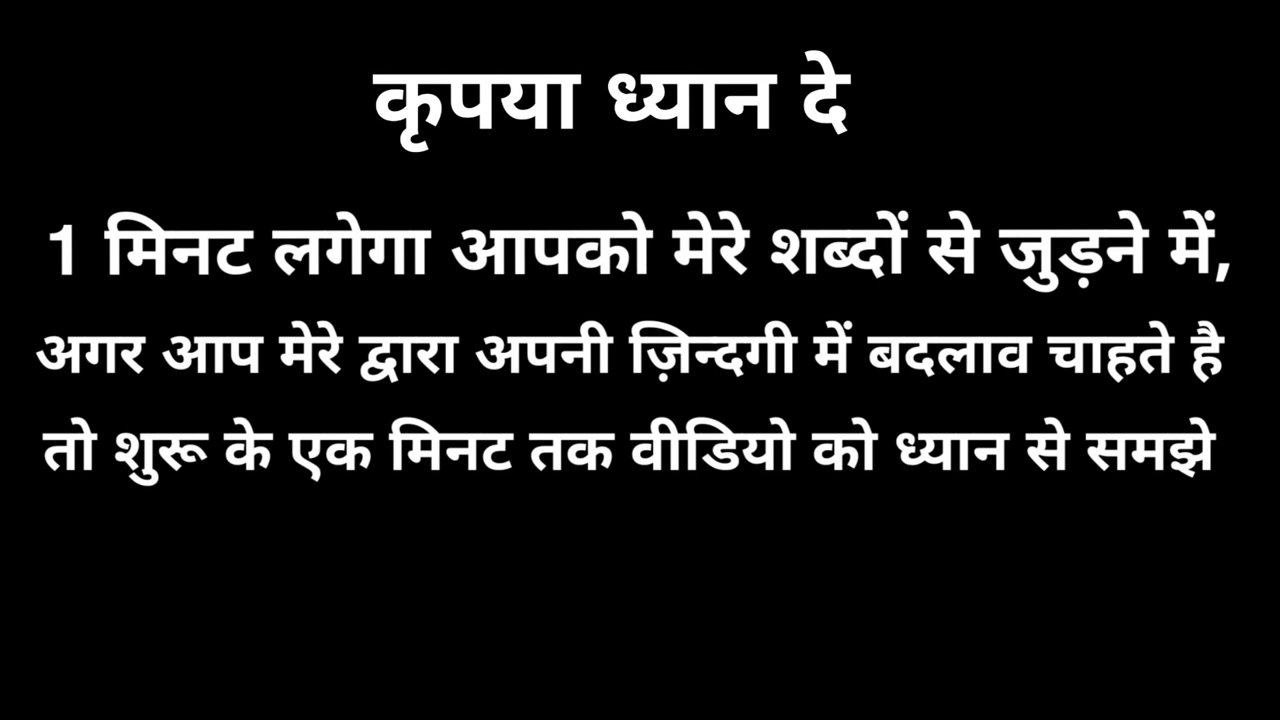 कृपया ध्यान दे
1 मिनट लगेगा आपको मेरे शब्दों से जुड़ने में,
अगर आप मेरे द्वारा अपनी ज़िन्दगी में बदलाव चाहते है
तो शुरू के एक मिनट तक वीडियो को ध्यान से समझे